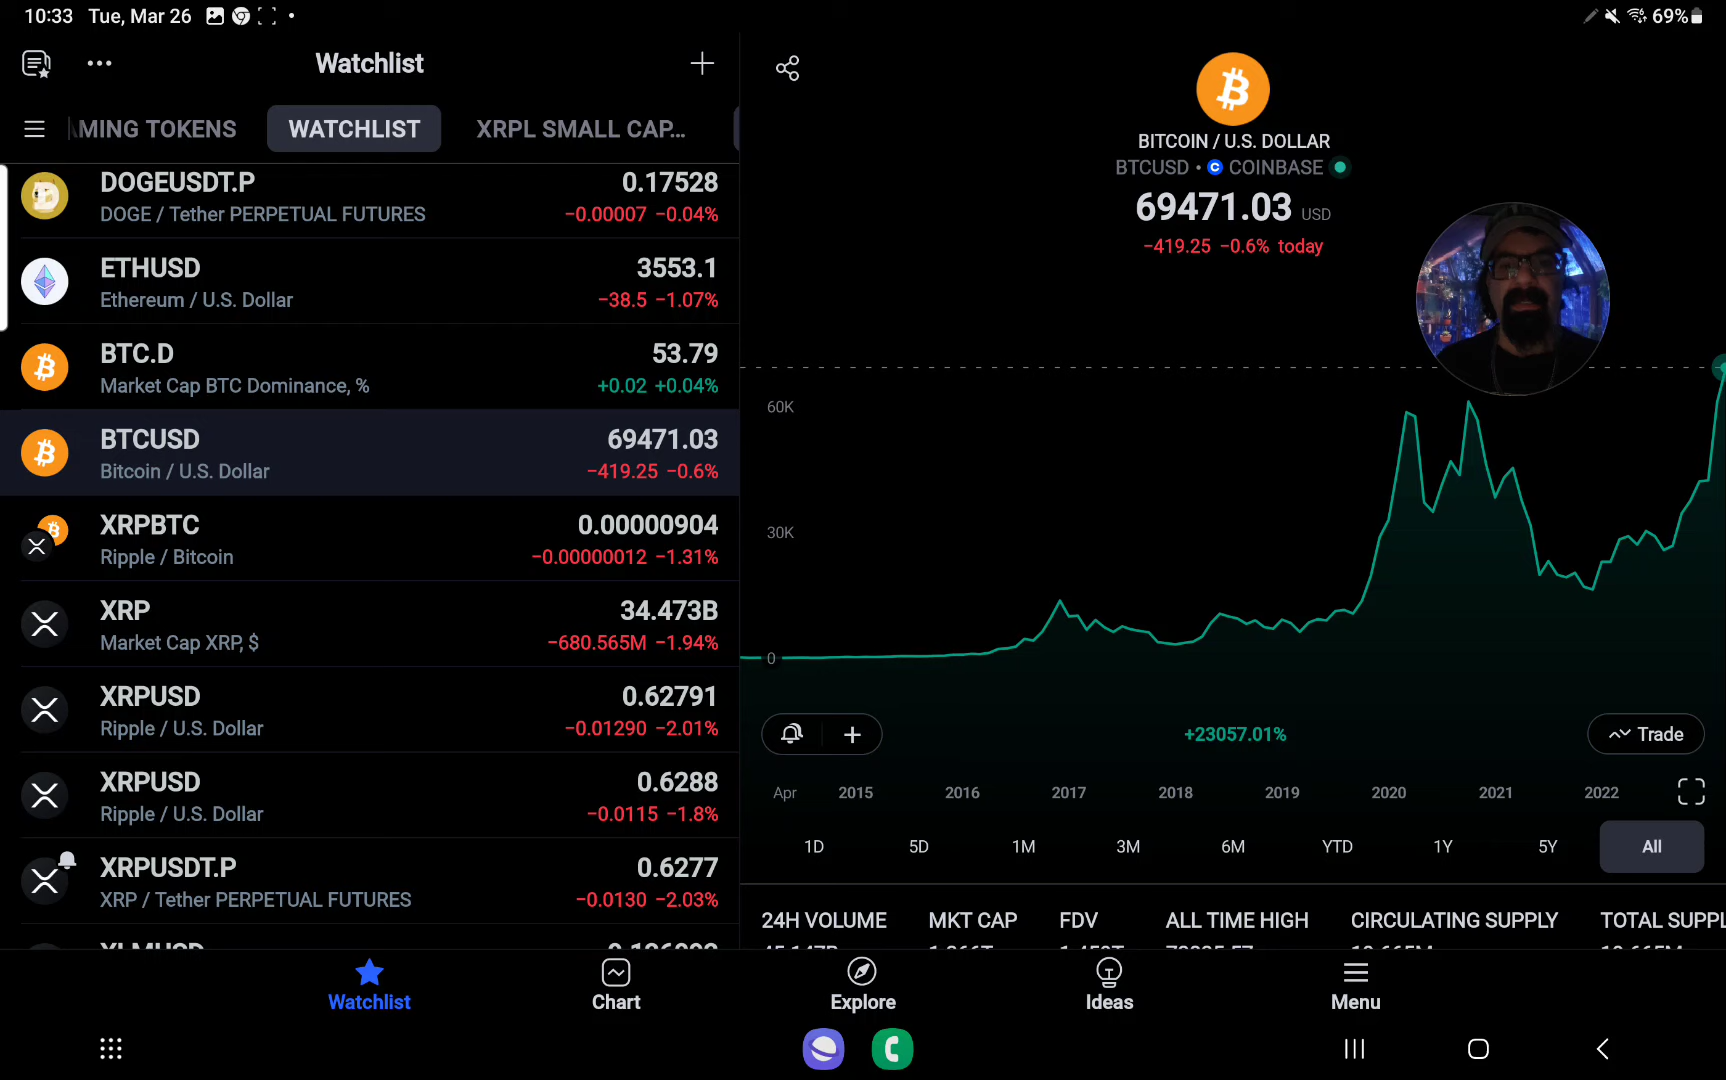 10:33 Tue, Mar 26
69%
Watchlist
MING TOKENS
WATCHLIST
XRPL SMALL CAP...
DOGEUSDT.P 0.17528
DOGE / Tether PERPETUAL FUTURES −0.00007 −0.04%
ETHUSD 3553.1
Ethereum / U.S. Dollar −38.5 −1.07%
BTC.D 53.79
Market Cap BTC Dominance, % +0.02 +0.04%
BTCUSD 69471.03
Bitcoin / U.S. Dollar −419.25 −0.6%
XRPBTC 0.00000904
Ripple / Bitcoin −0.00000012 −1.31%
XRP 34.473B
Market Cap XRP, $ −680.565M −1.94%
XRPUSD 0.62791
Ripple / U.S. Dollar −0.01290 −2.01%
XRPUSD 0.6288
Ripple / U.S. Dollar −0.0115 −1.8%
XRPUSDT.P 0.6277
XRP / Tether PERPETUAL FUTURES −0.0130 −2.03%
BITCOIN / U.S. DOLLAR
BTCUSD • COINBASE
69471.03 USD
−419.25 −0.6% today
60K
30K
0
+23057.01%
Trade
Apr 2015 2016 2017 2018 2019 2020 2021 2022
1D 5D 1M 3M 6M YTD 1Y 5Y All
24H VOLUME MKT CAP FDV ALL TIME HIGH CIRCULATING SUPPLY TOTAL SUPPL
Watchlist Chart Explore Ideas Menu